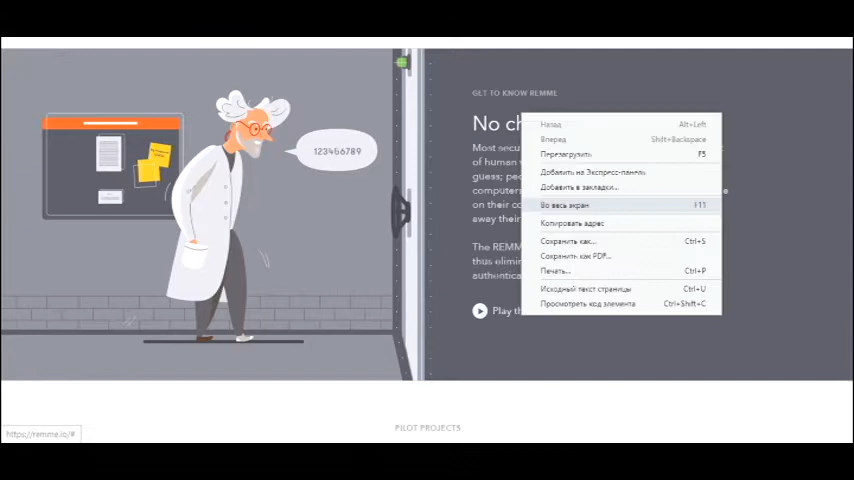 GET TO KNOW REMME
123456789
No ch
Most secu
of human
guess; peo
compute
on their co
away their
The REMM
thus elimin
authentica
Play th
Назад Alt+Left
Вперед Shift+Backspace
Перезагрузить F5
Добавить на Экспресс-панель
Добавить в закладки...
Во весь экран F11
Копировать адрес
Сохранить как... Ctrl+S
Сохранить как PDF...
Печать... Ctrl+P
Исходный текст страницы Ctrl+U
Просмотреть код элемента Ctrl+Shift+C
PILOT PROJECTS
https://remme.io/#